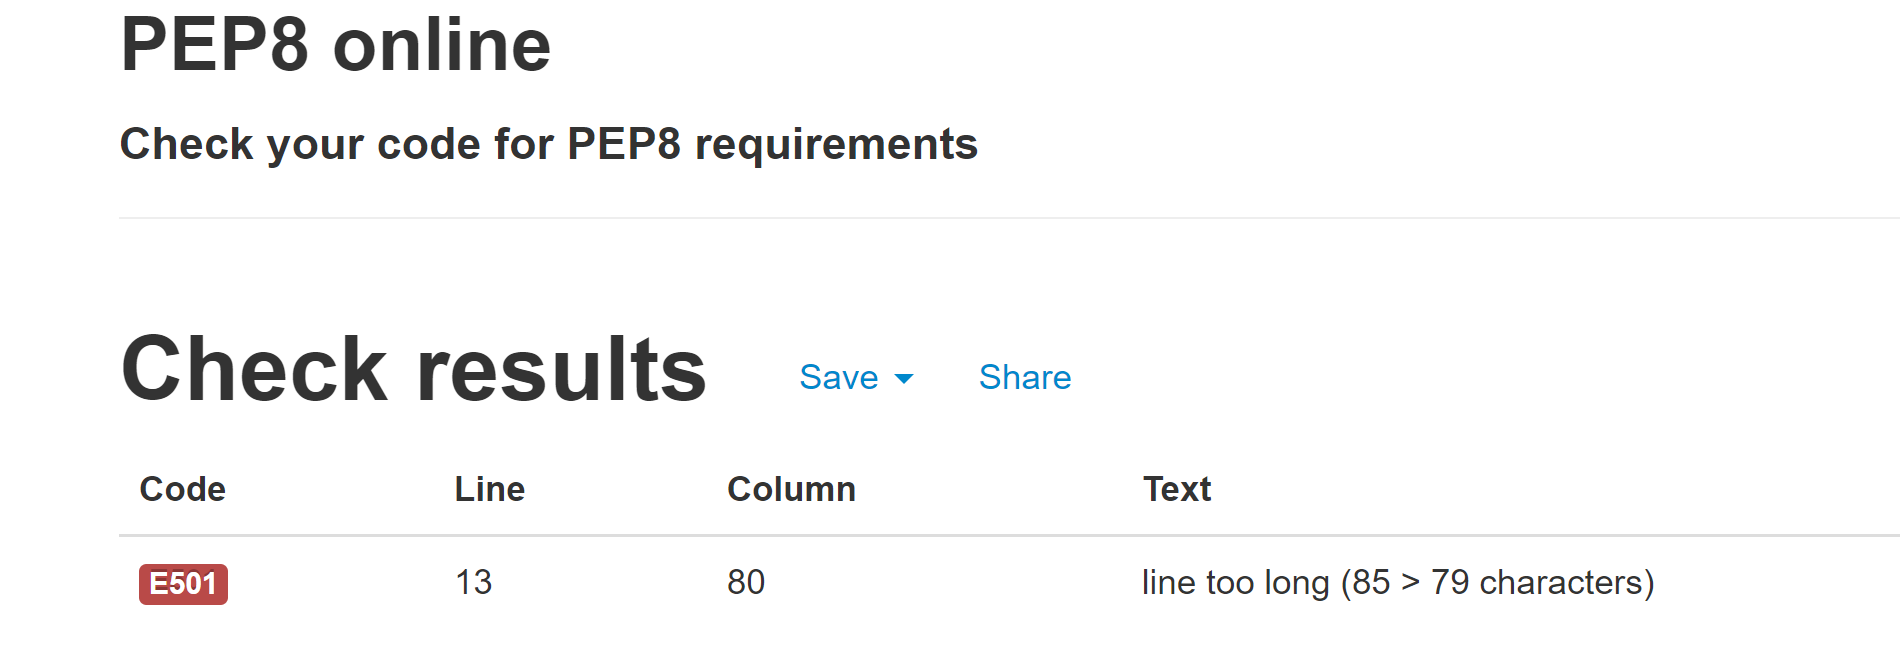 PEP8 online
Check your code for PEP8 requirements
Check results Save Share
Code Line Column Text
E501 13 80 line too long (85 > 79 characters)